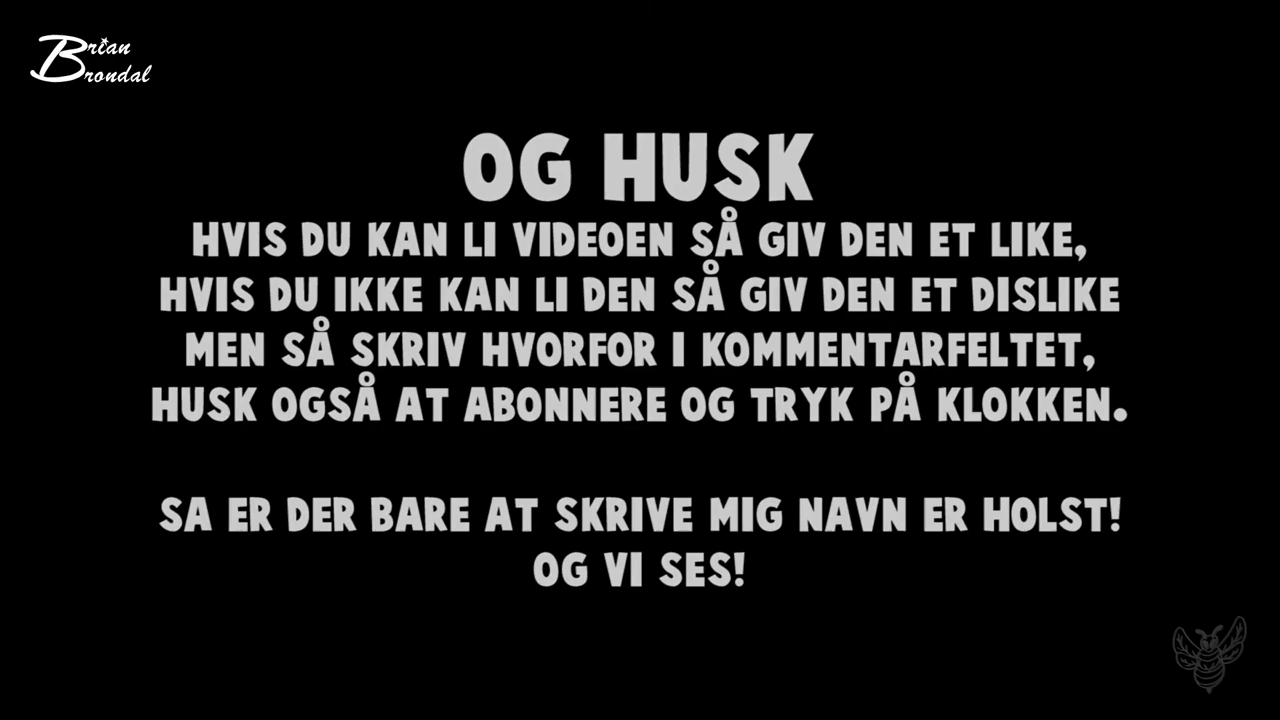 Brian
Brondal
OG HUSK
HVIS DU KAN LI VIDEOEN SÅ GIV DEN ET LIKE,
HVIS DU IKKE KAN LI DEN SÅ GIV DEN ET DISLIKE
MEN SÅ SKRIV HVORFOR I KOMMENTARFELTET,
HUSK OGSÅ AT ABONNERE OG TRYK PÅ KLOKKEN.
SA ER DER BARE AT SKRIVE MIG NAVN ER HOLST!
OG VI SES!